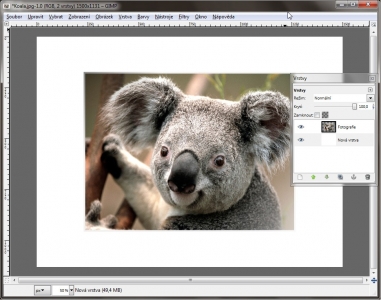 *Koala.jpg-1.0 (RGB, 2 vrstvy) 1500x1131 – GIMP
Soubor Upravit Vybrat Zobrazení Obrázek Vrstva Barvy Nástroje Filtry Okno Nápověda
Vrstvy
Vrstvy
Režim: Normální
Krytí 100,0
Zamknout:
Fotografie
Nová vrstva
px 50% Nová vrstva (49,4 MB)